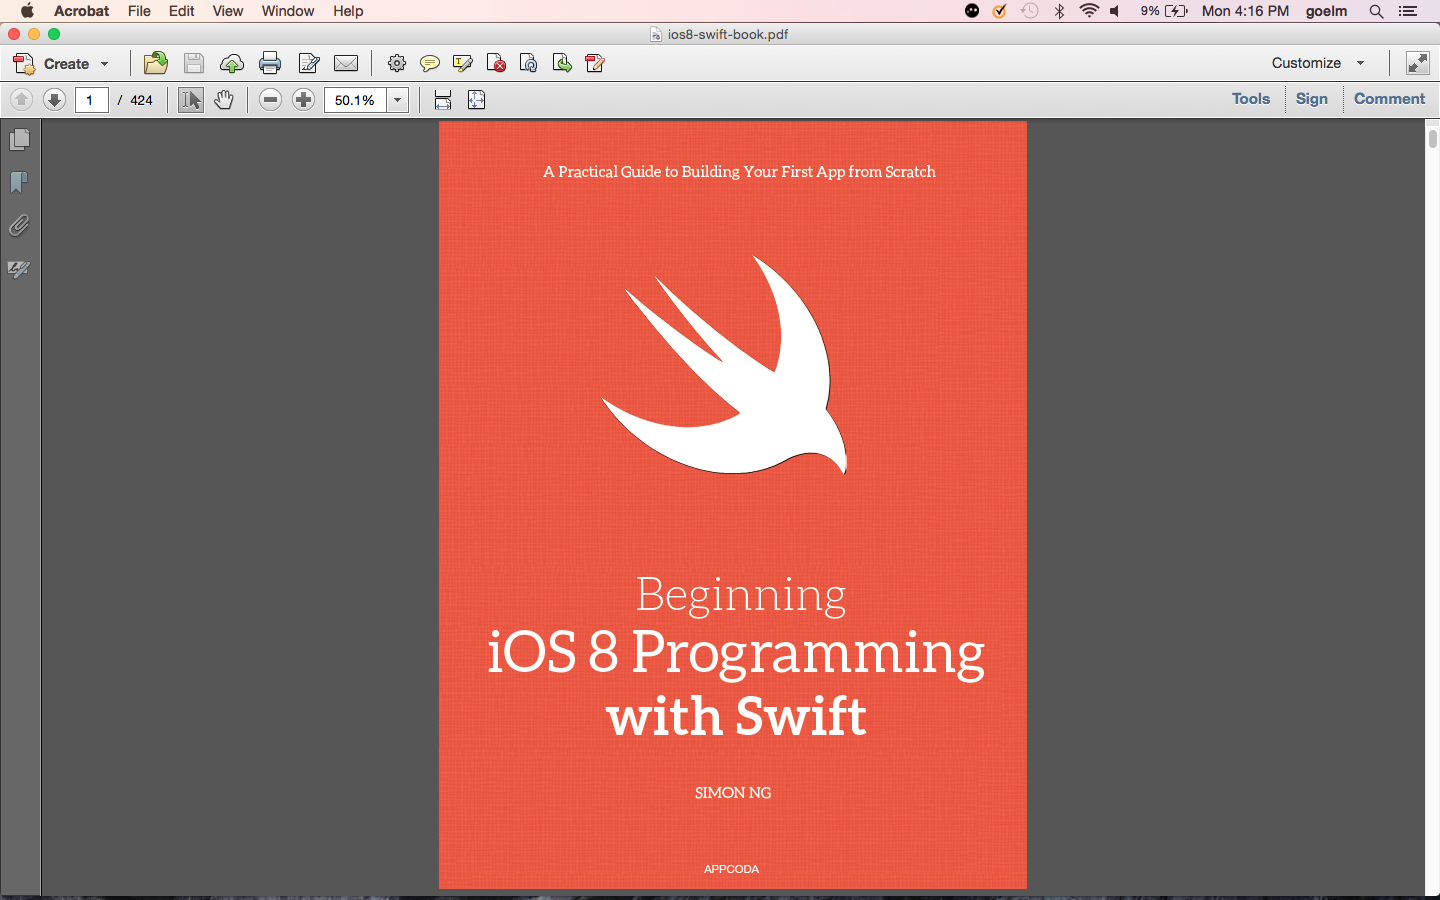 Acrobat File Edit View Window Help 9% Mon 4:16 PM goelm
ios8-swift-book.pdf
Create Customize
1 / 424 50.1% Tools Sign Comment
A Practical Guide to Building Your First App from Scratch
Beginning
iOS 8 Programming
with Swift
SIMON NG
APPCODA